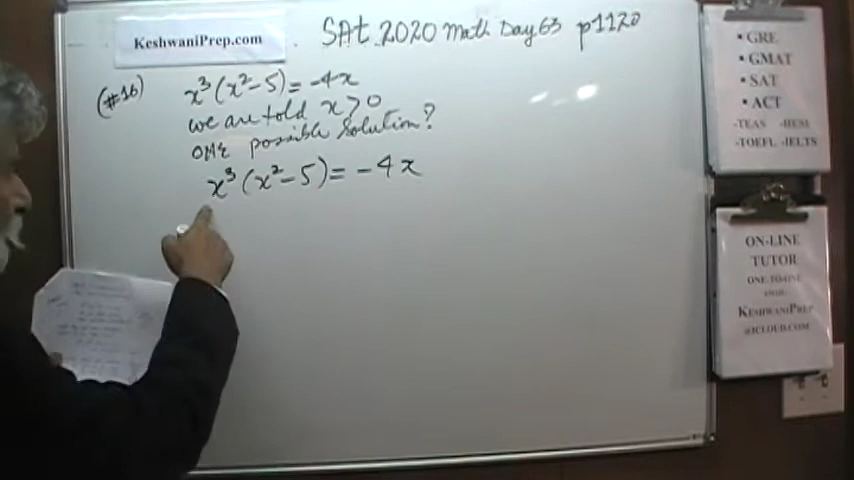 KeshwaniPrep.com
SAt 2020 Math Day 63 p1120
(#16) x³(x²-5)=-4x
we are told x>0
ONE possible solution?
x³(x²-5)=-4x
• GRE
• GMAT
• SAT
• ACT
-TEAS -HESI
-TOEFL -IELTS
ON-LINE
TUTOR
ONE-TO-ONE
KESHWANIPREP
@ICLOUD.COM